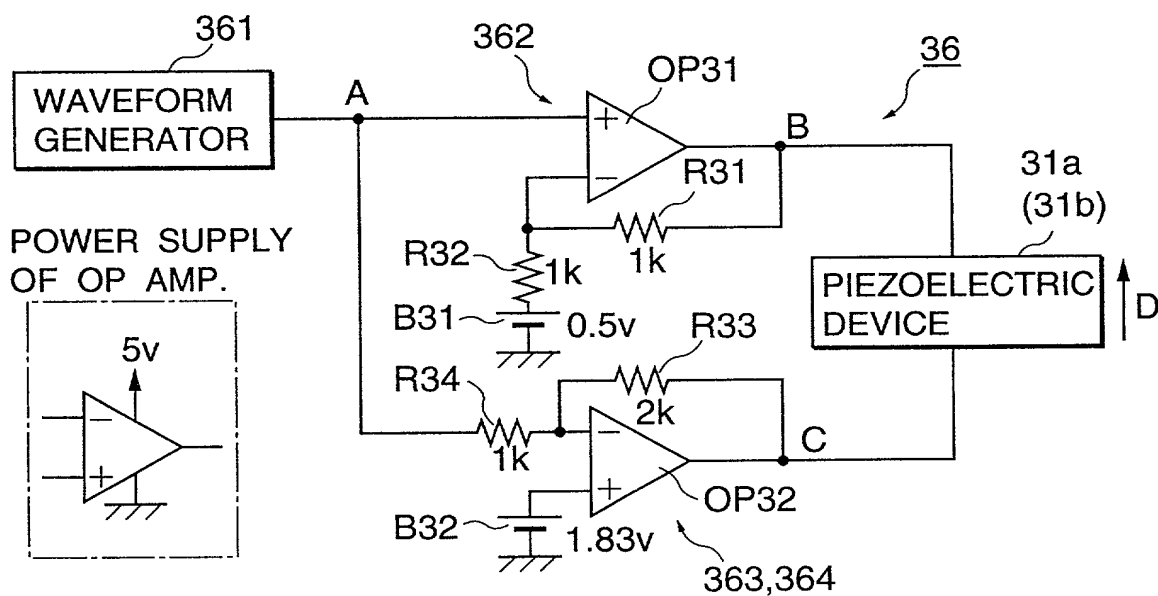 361
WAVEFORM
GENERATOR
A
362
OP31
+
−
B
36
R31
1k
31a
(31b)
R32
1k
B31
0.5v
PIEZOELECTRIC
DEVICE
D
POWER SUPPLY
OF OP AMP.
5v
−
+
R33
2k
R34
1k
−
+
C
OP32
B32
1.83v
363,364